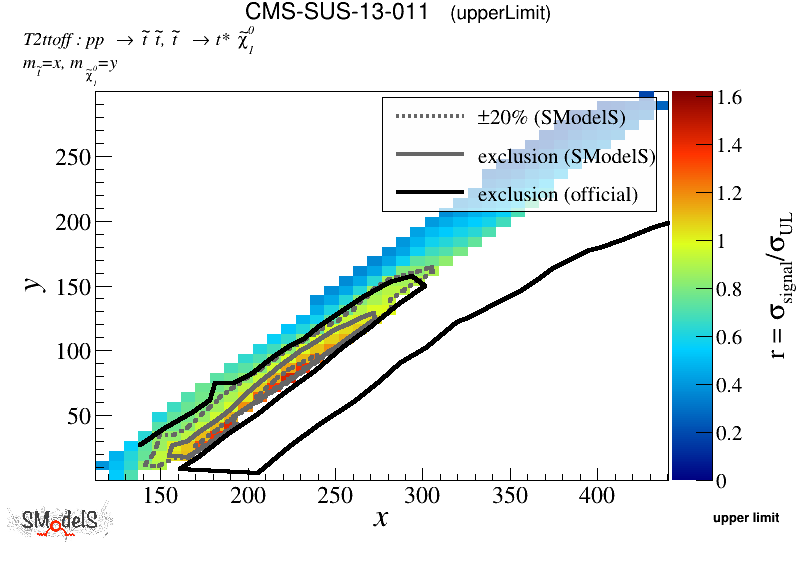 CMS-SUS-13-011 (upperLimit)
T2ttoff : pp → t̃ t̃, t̃ → t* χ̃⁰₁
m_t̃=x, m_χ̃⁰₁=y
±20% (SModelS)
exclusion (SModelS)
exclusion (official)
250
200
150
100
50
y
150 200 250 300 350 400
x
1.6
1.4
1.2
1
0.8
0.6
0.4
0.2
0
r = σ_signal/σ_UL
SModelS
upper limit